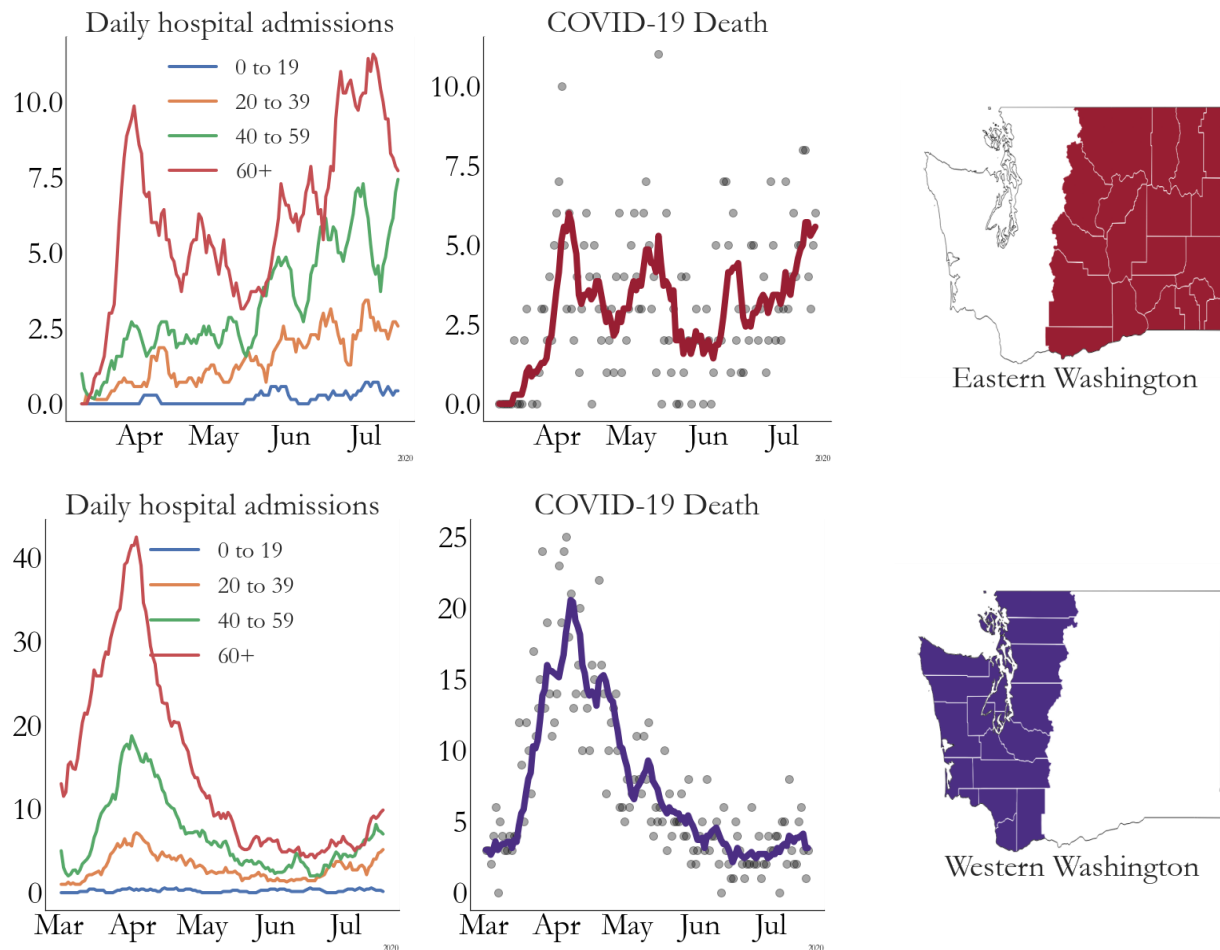 Daily hospital admissions
0 to 19
20 to 39
40 to 59
60+
10.0
7.5
5.0
2.5
0.0
Apr May Jun Jul
2020
COVID-19 Death
10.0
7.5
5.0
2.5
0.0
Apr May Jun Jul
2020
Eastern Washington
Daily hospital admissions
0 to 19
20 to 39
40 to 59
60+
40
30
20
10
0
Mar Apr May Jun Jul
2020
COVID-19 Death
25
20
15
10
5
0
Mar Apr May Jun Jul
2020
Western Washington